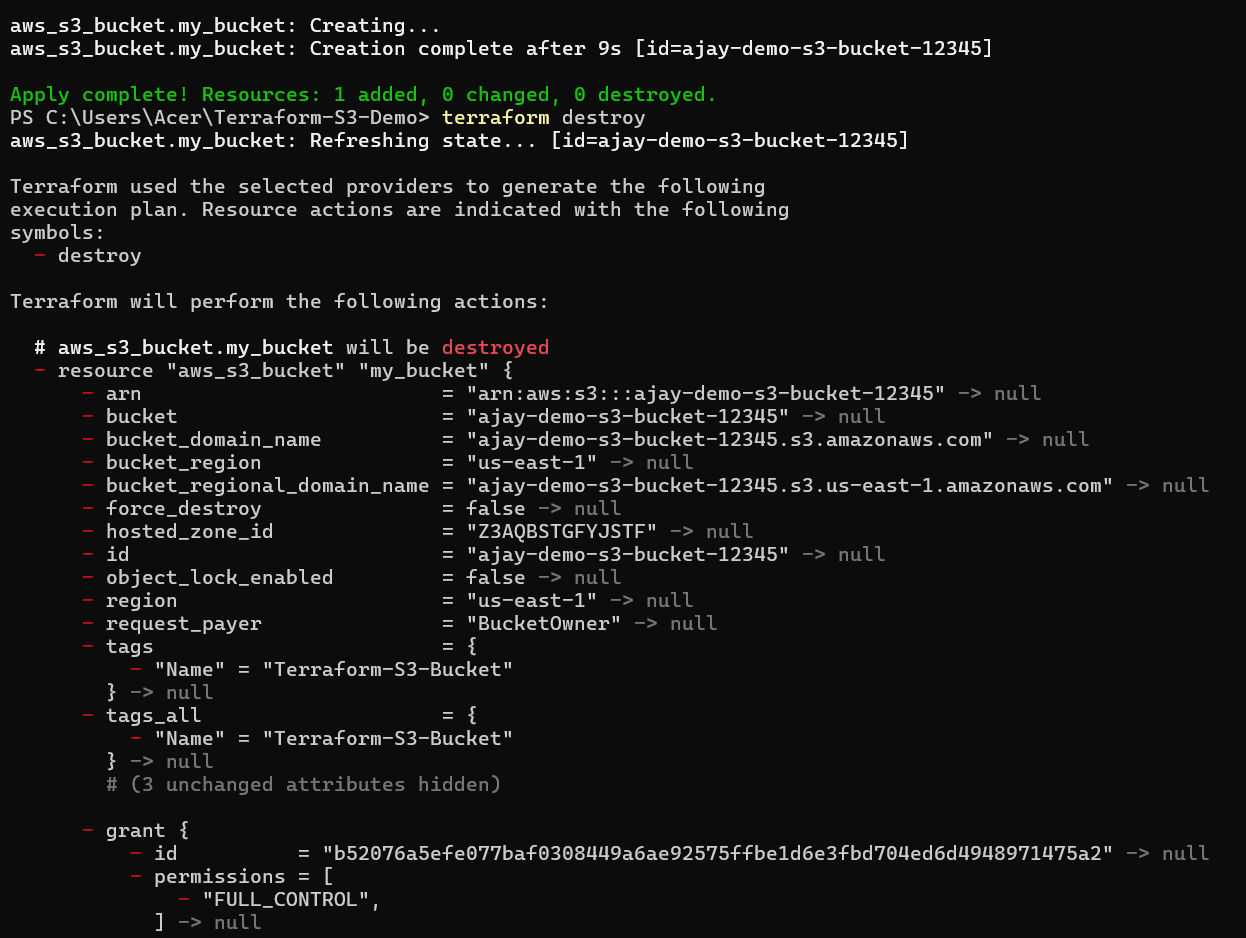 aws_s3_bucket.my_bucket: Creating...
aws_s3_bucket.my_bucket: Creation complete after 9s [id=ajay-demo-s3-bucket-12345]
Apply complete! Resources: 1 added, 0 changed, 0 destroyed.
PS C:\Users\Acer\Terraform-S3-Demo> terraform destroy
aws_s3_bucket.my_bucket: Refreshing state... [id=ajay-demo-s3-bucket-12345]
Terraform used the selected providers to generate the following
execution plan. Resource actions are indicated with the following
symbols:
  - destroy
Terraform will perform the following actions:
  # aws_s3_bucket.my_bucket will be destroyed
  - resource "aws_s3_bucket" "my_bucket" {
      - arn                         = "arn:aws:s3:::ajay-demo-s3-bucket-12345" -> null
      - bucket                      = "ajay-demo-s3-bucket-12345" -> null
      - bucket_domain_name          = "ajay-demo-s3-bucket-12345.s3.amazonaws.com" -> null
      - bucket_region               = "us-east-1" -> null
      - bucket_regional_domain_name = "ajay-demo-s3-bucket-12345.s3.us-east-1.amazonaws.com" -> null
      - force_destroy               = false -> null
      - hosted_zone_id              = "Z3AQBSTGFYJSTF" -> null
      - id                          = "ajay-demo-s3-bucket-12345" -> null
      - object_lock_enabled         = false -> null
      - region                      = "us-east-1" -> null
      - request_payer               = "BucketOwner" -> null
      - tags                        = {
          - "Name" = "Terraform-S3-Bucket"
        } -> null
      - tags_all                    = {
          - "Name" = "Terraform-S3-Bucket"
        } -> null
        # (3 unchanged attributes hidden)
      - grant {
          - id          = "b52076a5efe077baf0308449a6ae92575ffbe1d6e3fbd704ed6d4948971475a2" -> null
          - permissions = [
              - "FULL_CONTROL",
            ] -> null